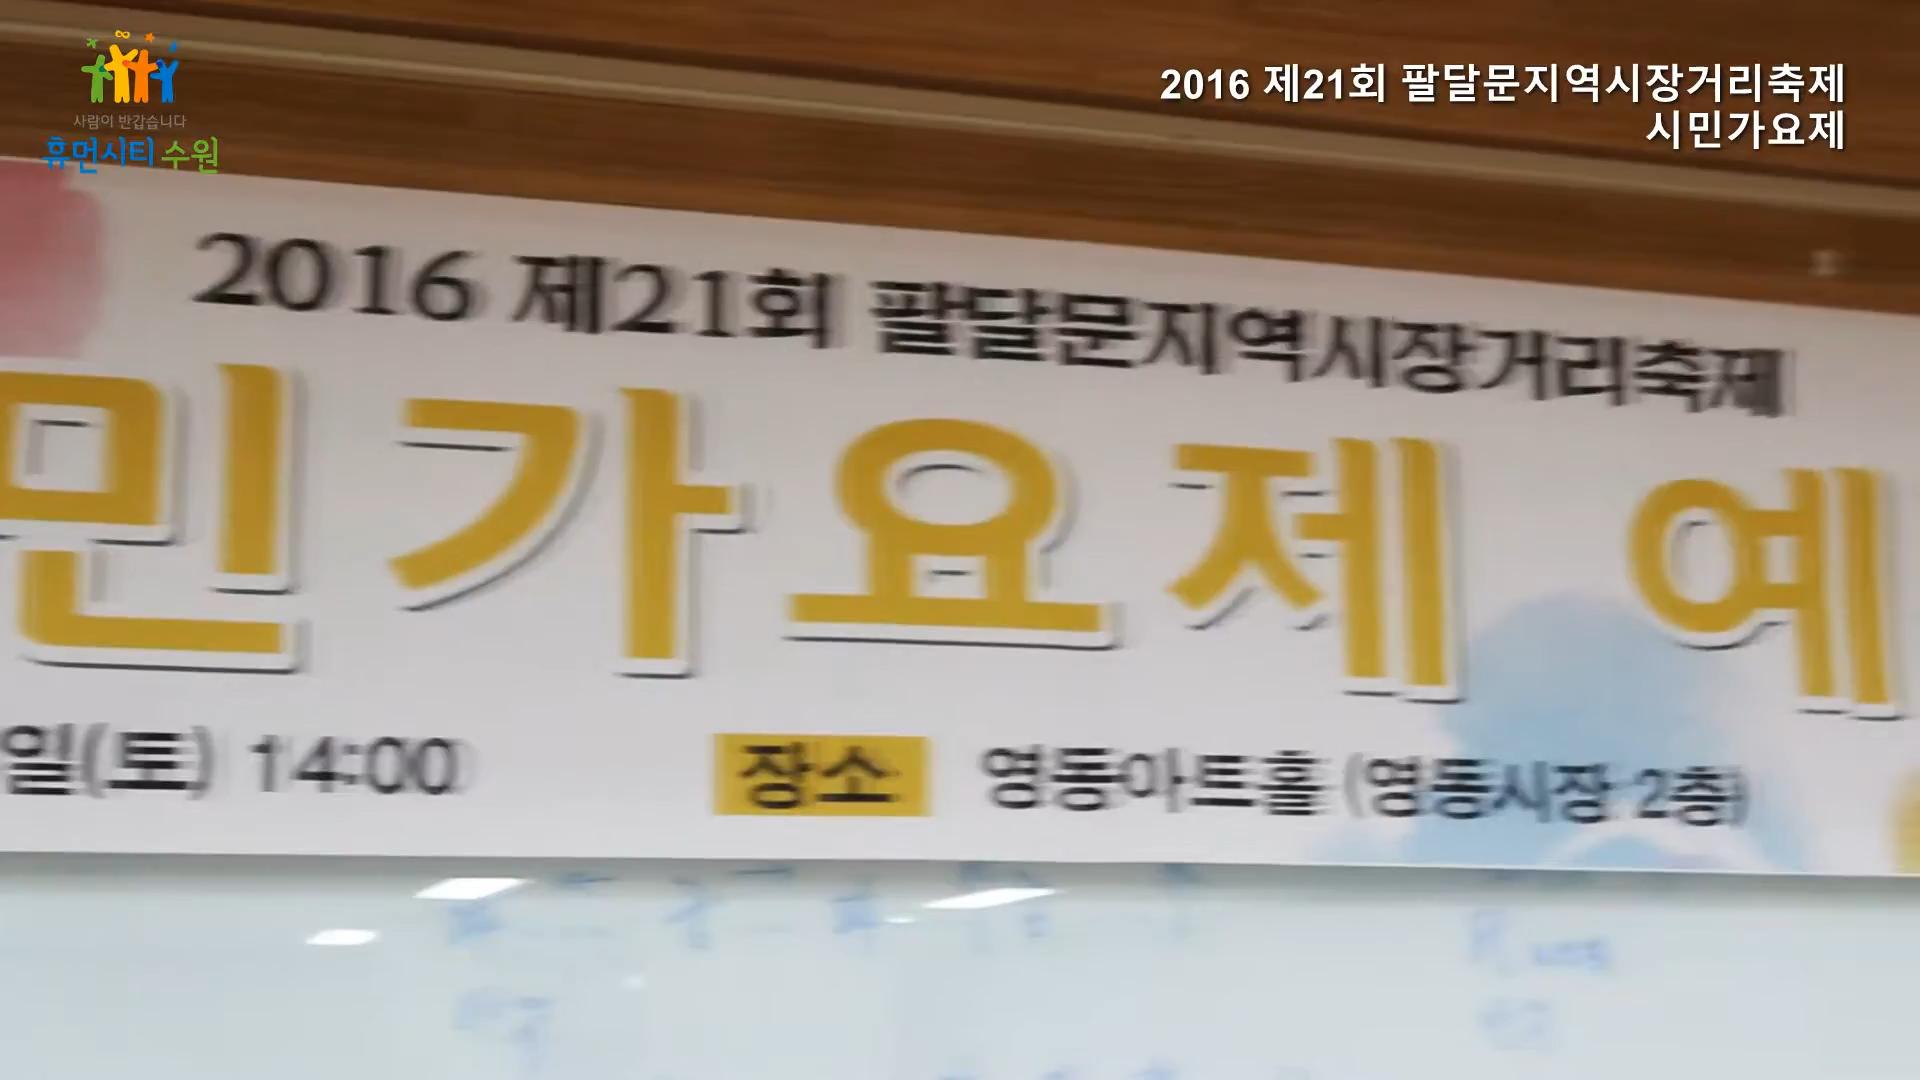 사람이 반갑습니다
휴먼시티 수원
2016 제21회 팔달문지역시장거리축제
시민가요제
2016 제21회 팔달문지역시장거리축제
민가요제 예
일(토) 14:00 장소 영동아트홀 (영동시장 2층)